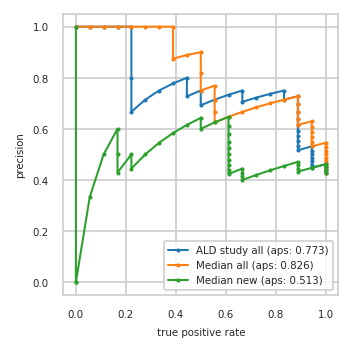 1.0
0.8
0.6
0.4
0.2
0.0
precision
ALD study all (aps: 0.773)
Median all (aps: 0.826)
Median new (aps: 0.513)
0.0 0.2 0.4 0.6 0.8 1.0
true positive rate